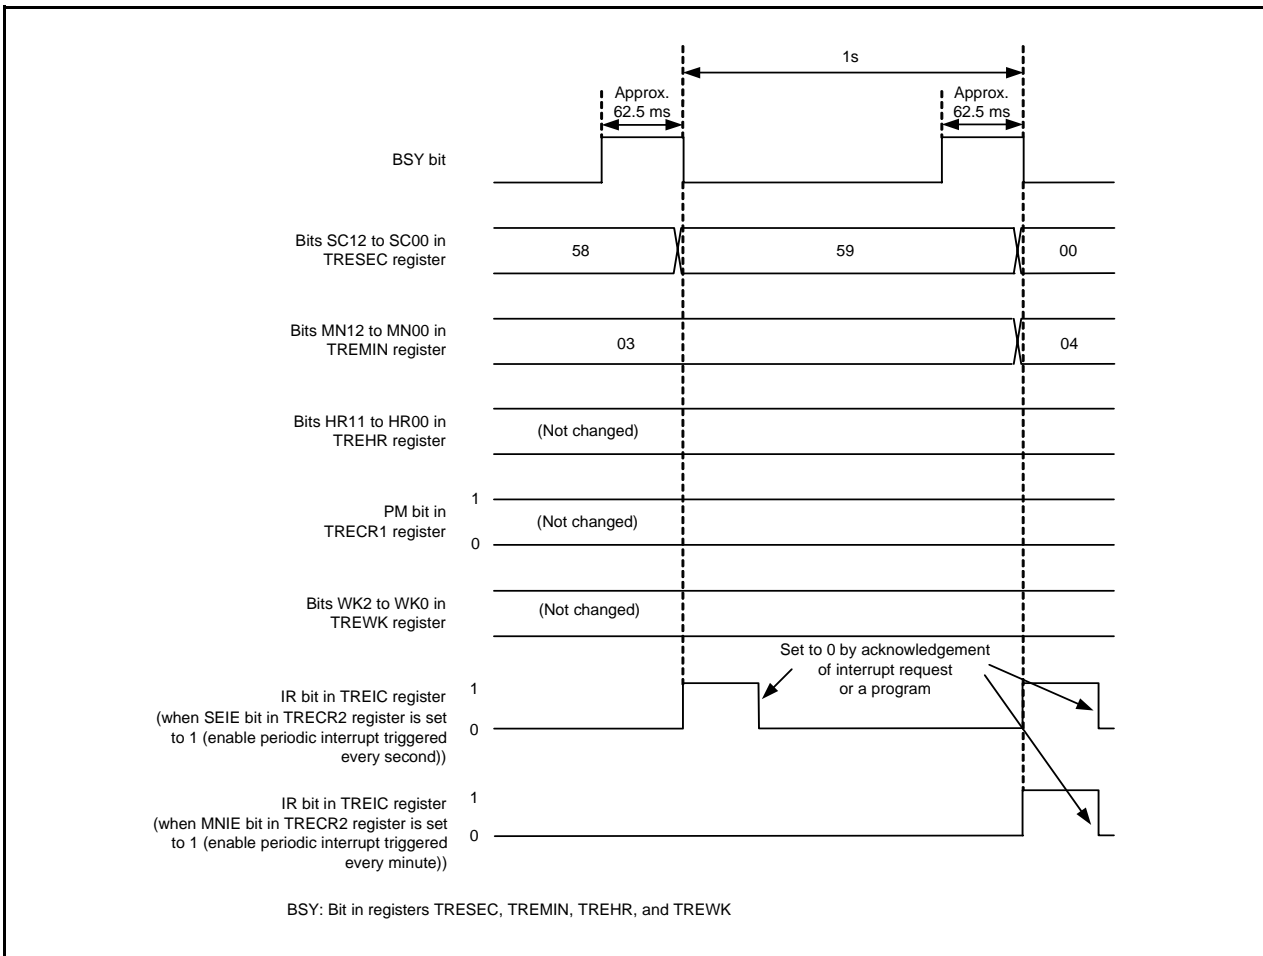 1s
Approx.
62.5 ms
Approx.
62.5 ms
BSY bit
Bits SC12 to SC00 in
TRESEC register
58
59
00
Bits MN12 to MN00 in
TREMIN register
03
04
Bits HR11 to HR00 in
TREHR register
(Not changed)
PM bit in
TRECR1 register
1
0
(Not changed)
Bits WK2 to WK0 in
TREWK register
(Not changed)
Set to 0 by acknowledgement
of interrupt request
or a program
IR bit in TREIC register
(when SEIE bit in TRECR2 register is set
to 1 (enable periodic interrupt triggered
every second))
1
0
IR bit in TREIC register
(when MNIE bit in TRECR2 register is set
to 1 (enable periodic interrupt triggered
every minute))
1
0
BSY: Bit in registers TRESEC, TREMIN, TREHR, and TREWK